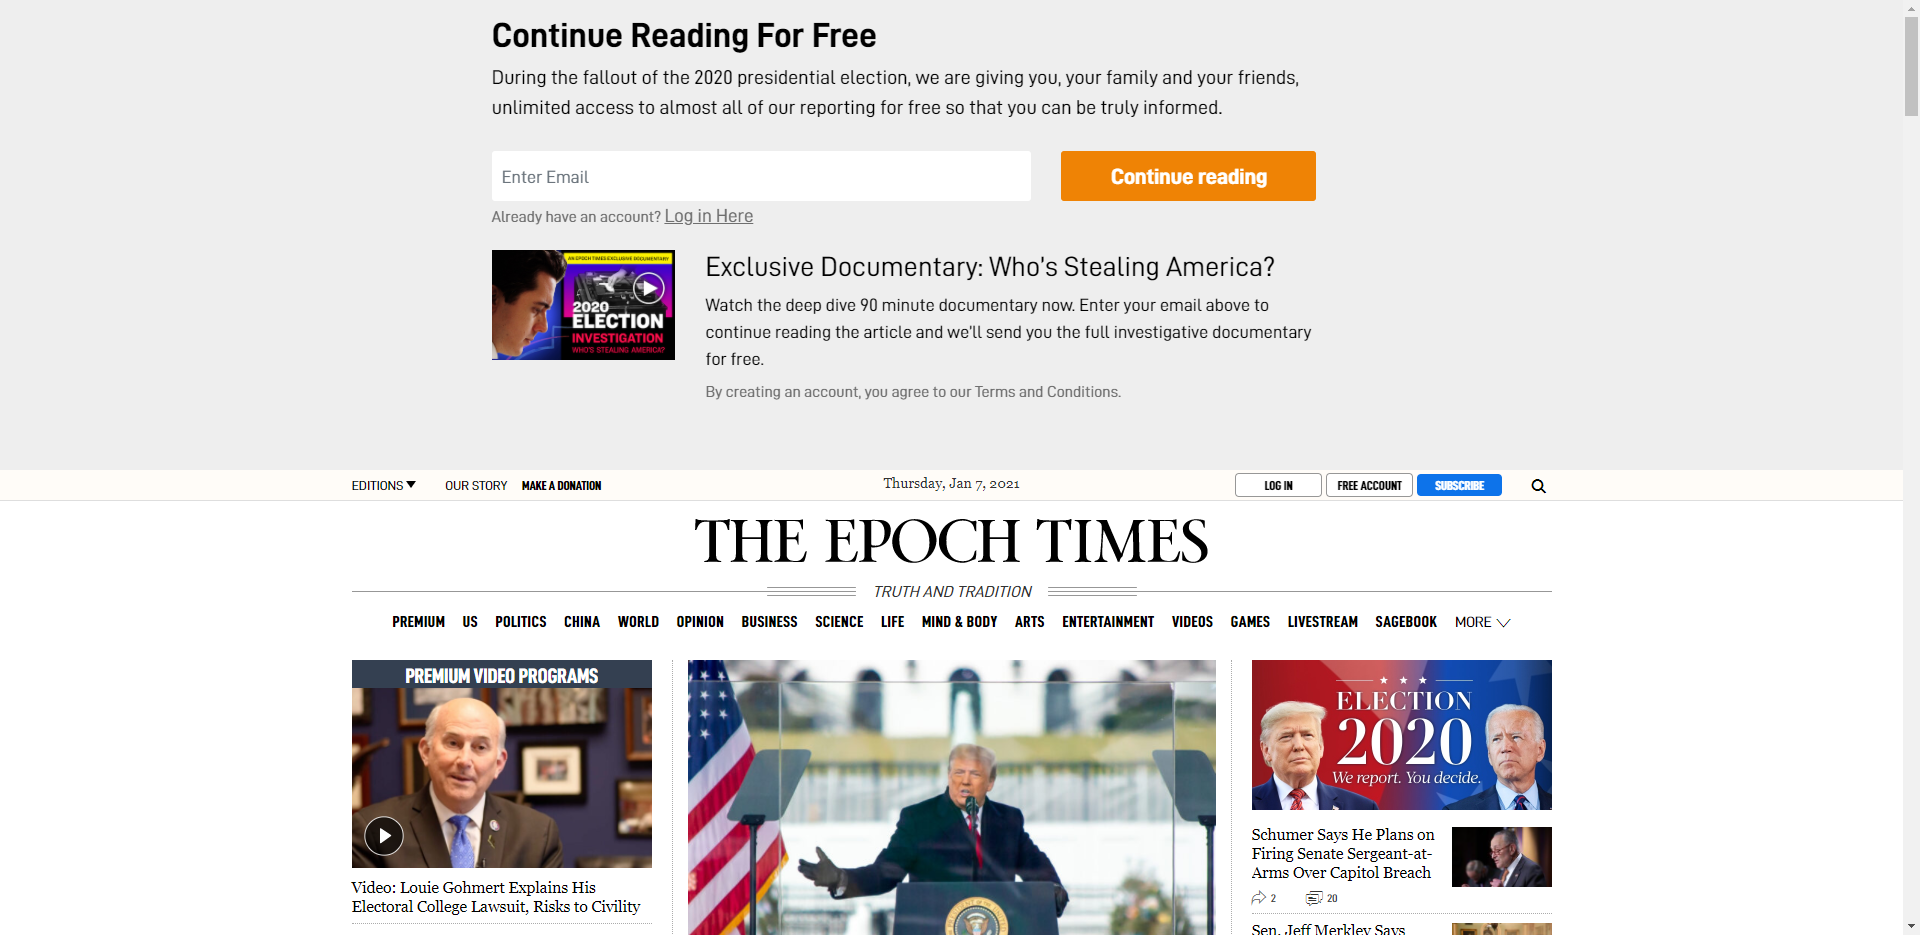 Continue Reading For Free
During the fallout of the 2020 presidential election, we are giving you, your family and your friends,
unlimited access to almost all of our reporting for free so that you can be truly informed.
Enter Email
Continue reading
Already have an account? Log in Here
AN EPOCH TIMES EXCLUSIVE DOCUMENTARY
2020
ELECTION
INVESTIGATION
WHO'S STEALING AMERICA?
Exclusive Documentary: Who's Stealing America?
Watch the deep dive 90 minute documentary now. Enter your email above to
continue reading the article and we'll send you the full investigative documentary
for free.
By creating an account, you agree to our Terms and Conditions.
EDITIONS OUR STORY MAKE A DONATION Thursday, Jan 7, 2021 LOG IN FREE ACCOUNT SUBSCRIBE
THE EPOCH TIMES
TRUTH AND TRADITION
PREMIUM US POLITICS CHINA WORLD OPINION BUSINESS SCIENCE LIFE MIND & BODY ARTS ENTERTAINMENT VIDEOS GAMES LIVESTREAM SAGEBOOK MORE
PREMIUM VIDEO PROGRAMS
Video: Louie Gohmert Explains His
Electoral College Lawsuit, Risks to Civility
ELECTION
2020
We report. You decide.
Schumer Says He Plans on
Firing Senate Sergeant-at-
Arms Over Capitol Breach
2 20
Sen. Jeff Merkley Says